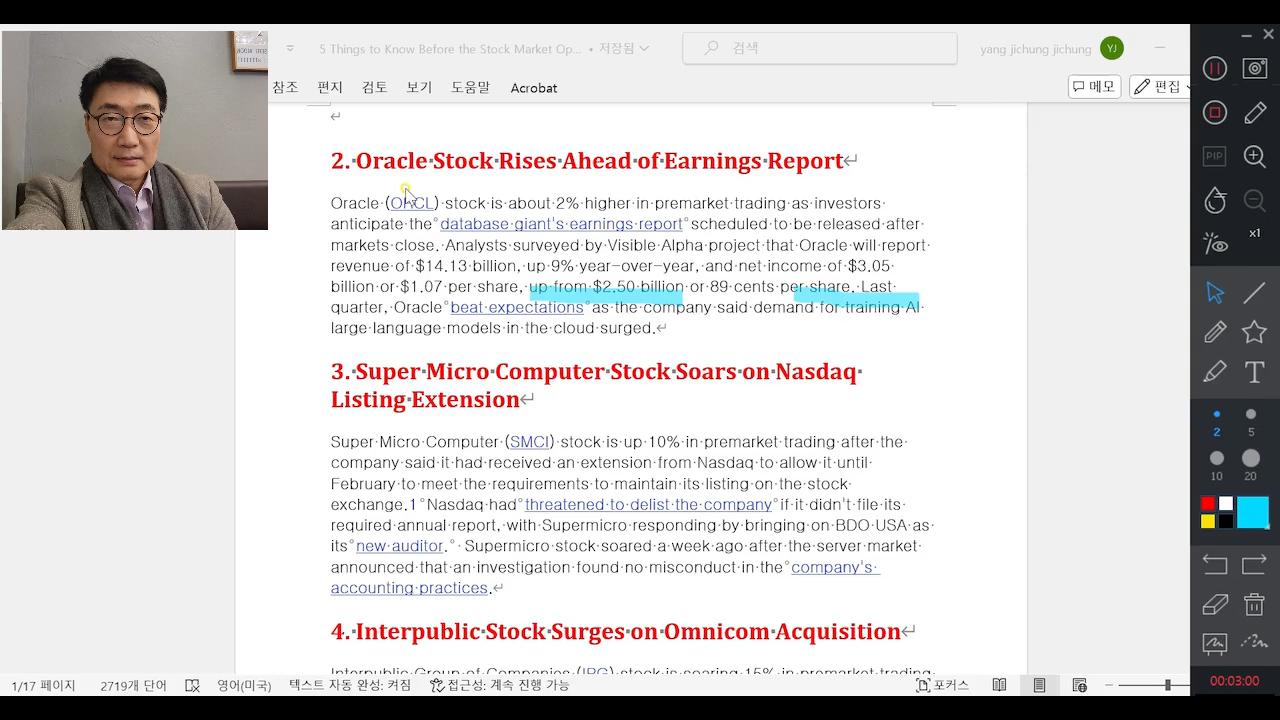 5 Things to Know Before the Stock Market Op... • 저장됨
검색
yang jichung jichung
YJ
참조 편지 검토 보기 도움말 Acrobat
메모
편집
2. Oracle Stock Rises Ahead of Earnings Report
Oracle (ORCL) stock is about 2% higher in premarket trading as investors
anticipate the database giant's earnings report scheduled to be released after
markets close. Analysts surveyed by Visible Alpha project that Oracle will report
revenue of $14.13 billion, up 9% year-over-year, and net income of $3.05
billion or $1.07 per share, up from $2.50 billion or 89 cents per share. Last
quarter, Oracle beat expectations as the company said demand for training AI
large language models in the cloud surged.
3. Super Micro Computer Stock Soars on Nasdaq
Listing Extension
Super Micro Computer (SMCI) stock is up 10% in premarket trading after the
company said it had received an extension from Nasdaq to allow it until
February to meet the requirements to maintain its listing on the stock
exchange.1 Nasdaq had threatened to delist the company if it didn't file its
required annual report, with Supermicro responding by bringing on BDO USA as
its new auditor. Supermicro stock soared a week ago after the server market
announced that an investigation found no misconduct in the company's
accounting practices.
4. Interpublic Stock Surges on Omnicom Acquisition
Interpublic Group of Companies (IPG) stock is soaring 15% in premarket trading
1/17 페이지 2719개 단어 영어(미국) 텍스트 자동 완성: 켜짐 접근성: 계속 진행 가능 포커스
PIP
x1
T
2 5
10 20
00:03:00